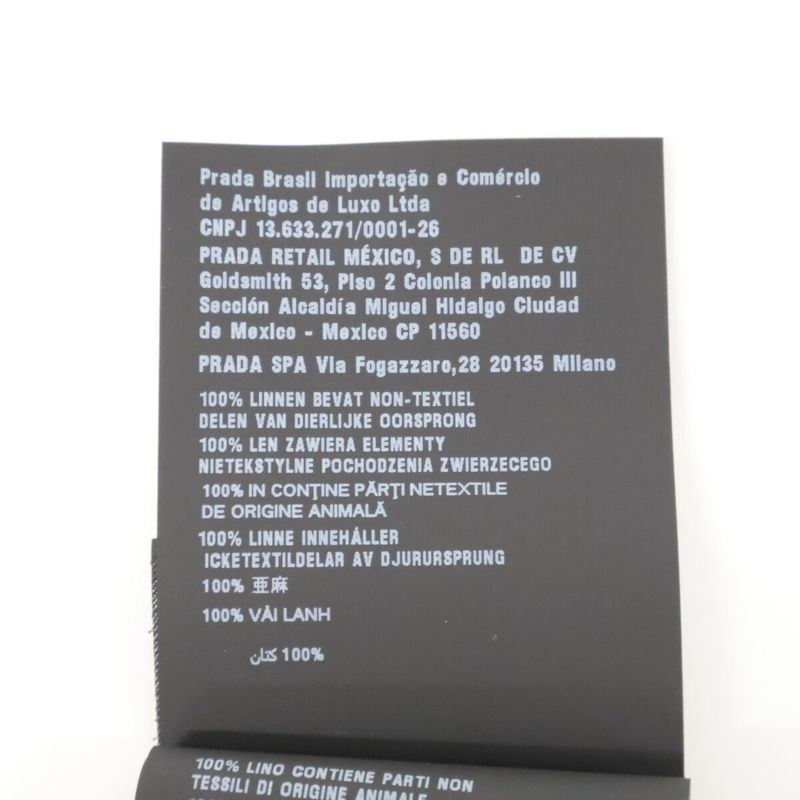 Prada Brasil Importação e Comércio
de Artigos de Luxo Ltda
CNPJ 13.633.271/0001-26
PRADA RETAIL MÉXICO, S DE RL DE CV
Goldsmith 53, Piso 2 Colonia Polanco III
Sección Alcaldía Miguel Hidalgo Ciudad
de Mexico - Mexico CP 11560
PRADA SPA Via Fogazzaro,28 20135 Milano
100% LINNEN BEVAT NON-TEXTIEL
DELEN VAN DIERLIJKE OORSPRONG
100% LEN ZAWIERA ELEMENTY
NIETEKSTYLNE POCHODZENIA ZWIERZECEGO
100% IN CONŢINE PĂRŢI NETEXTILE
DE ORIGINE ANIMALĂ
100% LINNE INNEHÅLLER
ICKETEXTILDELAR AV DJURURSPRUNG
100% 亜麻
100% VẢI LANH
100% كتان
100% LINO CONTIENE PARTI NON
TESSILI DI ORIGINE ANIMALE